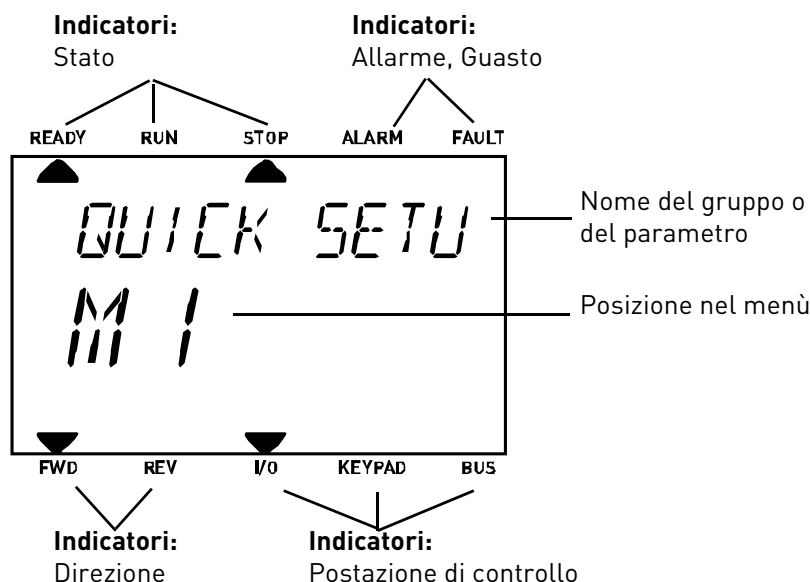 Indicatori:
Stato
Indicatori:
Allarme, Guasto
READY RUN STOP ALARM FAULT
QUICK SETU
Nome del gruppo o
del parametro
M1
Posizione nel menù
FWD REV I/O KEYPAD BUS
Indicatori:
Direzione
Indicatori:
Postazione di controllo